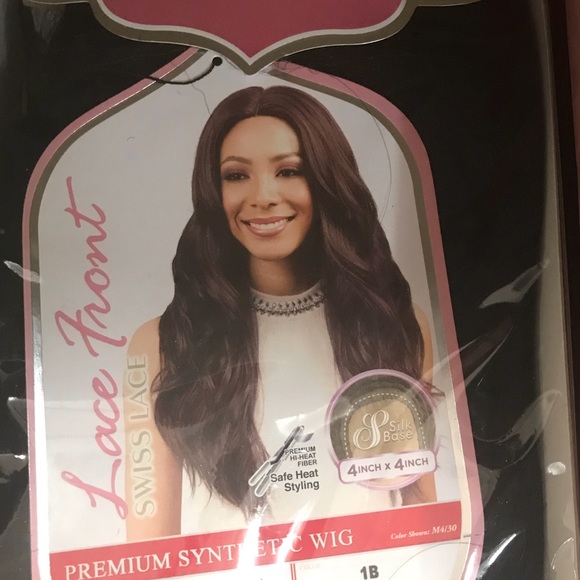 Lace Front
SWISS LACE
PREMIUM
HI-HEAT
FIBER
Safe Heat
Styling
S
Silk
Base
4INCH X 4INCH
PREMIUM SYNTHETIC WIG
Color Shown: M4/30
1B